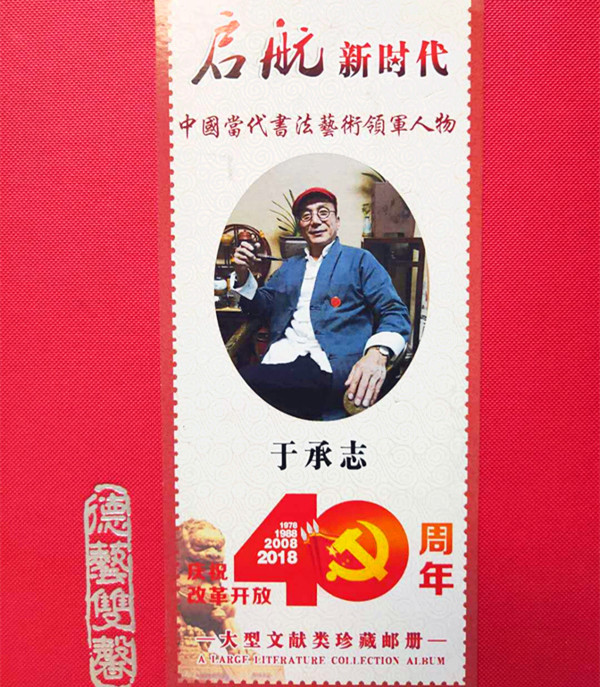 启航 新时代
中國當代書法藝術領軍人物
于承志
1978
1988
2008
2018
40
周年
庆祝
改革开放
德藝雙馨
—大型文献类珍藏邮册—
A LARGE LITERATURE COLLECTION ALBUM